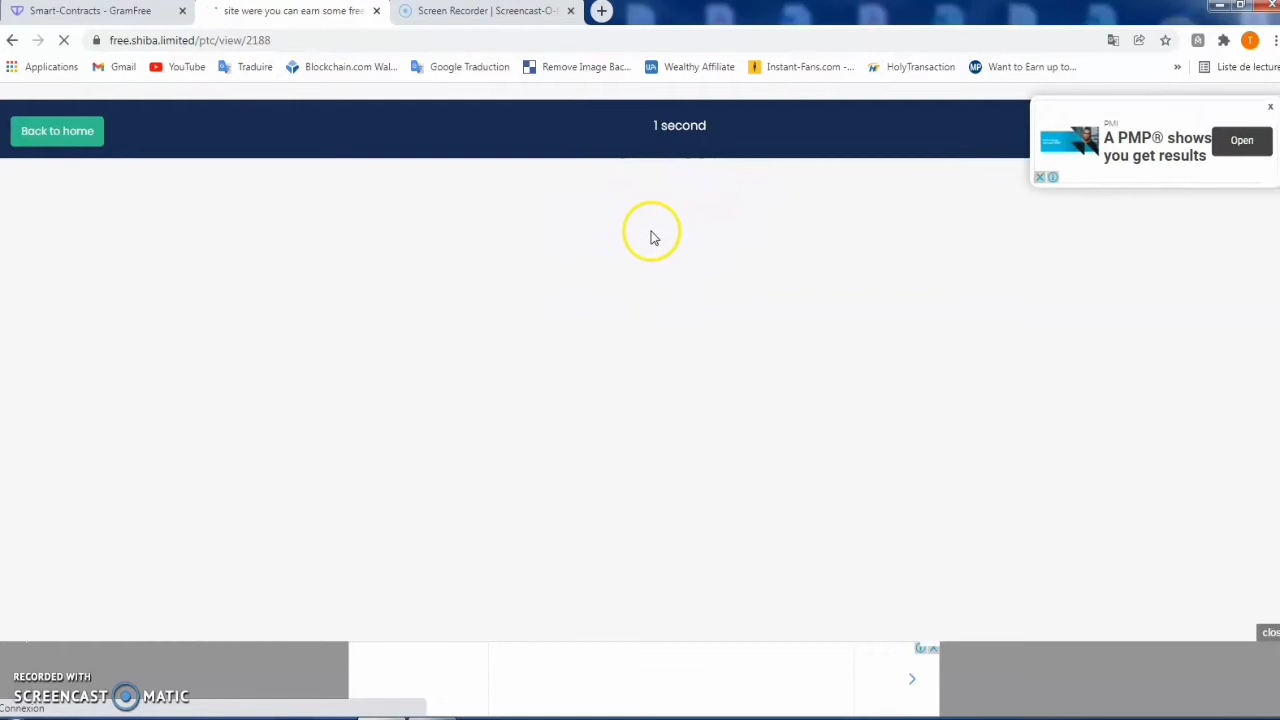 Smart-Contracts - GramFree
site were you can earn some free
Screen Recorder | Screencast-O-
free.shiba.limited/ptc/view/2188
Applications
Gmail
YouTube
Traduire
Blockchain.com Wal...
Google Traduction
Remove Image Bac...
Wealthy Affiliate
Instant-Fans.com -...
HolyTransaction
Want to Earn up to...
»
Liste de lecture
Back to home
1 second
x
PMI
A PMP® shows
you get results
Open
clos
RECORDED WITH
SCREENCAST MATIC
Connexion